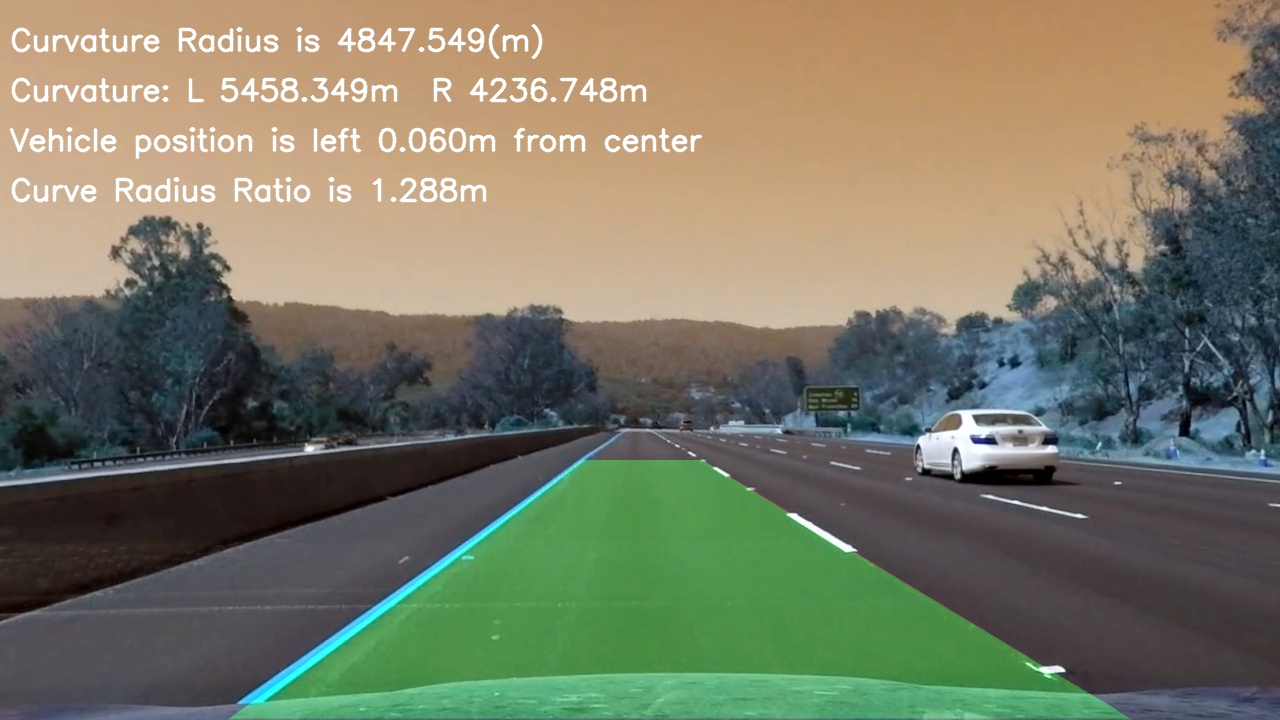 Curvature Radius is 4847.549(m)
Curvature: L 5458.349m R 4236.748m
Vehicle position is left 0.060m from center
Curve Radius Ratio is 1.288m